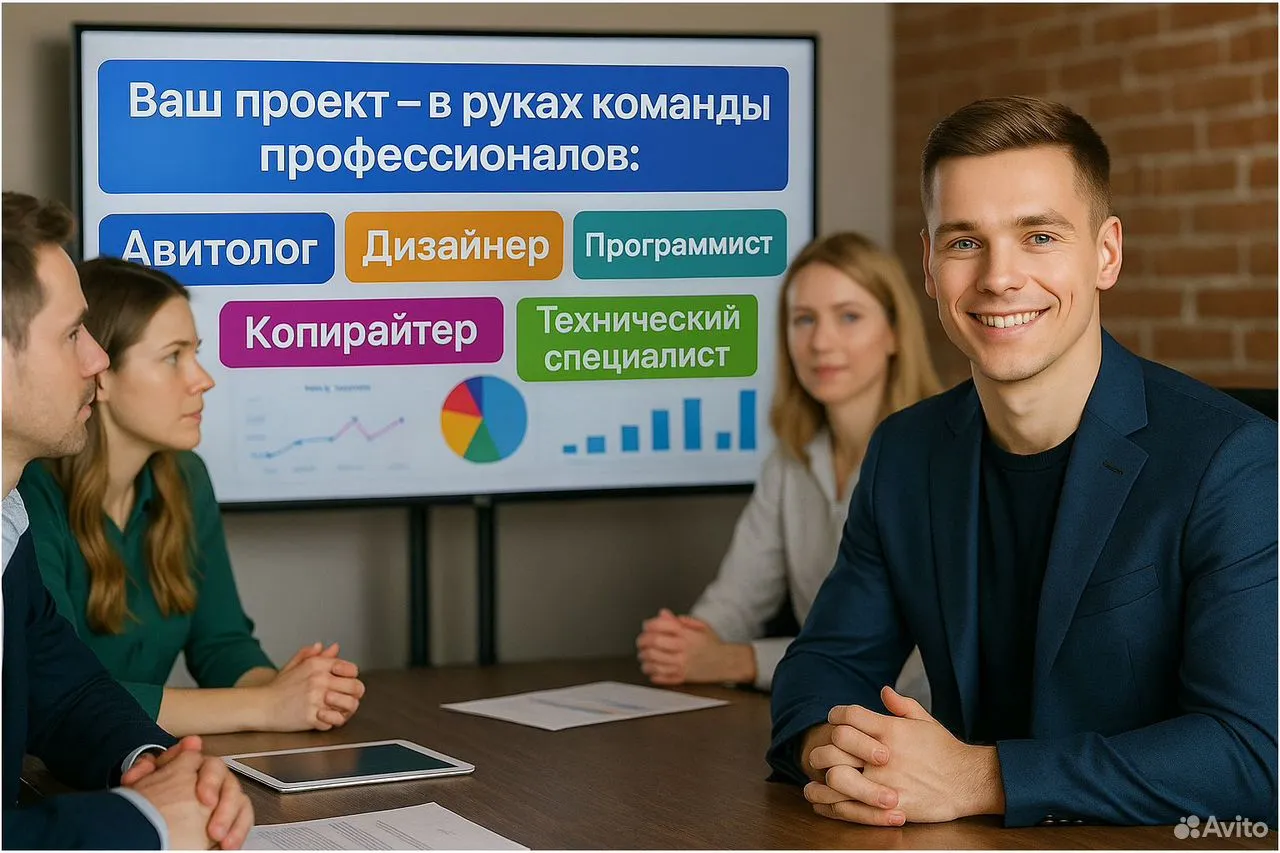 Ваш проект – в руках команды
профессионалов:
Авитолог
Дизайнер
Программист
Копирайтер
Технический
специалист
Avito